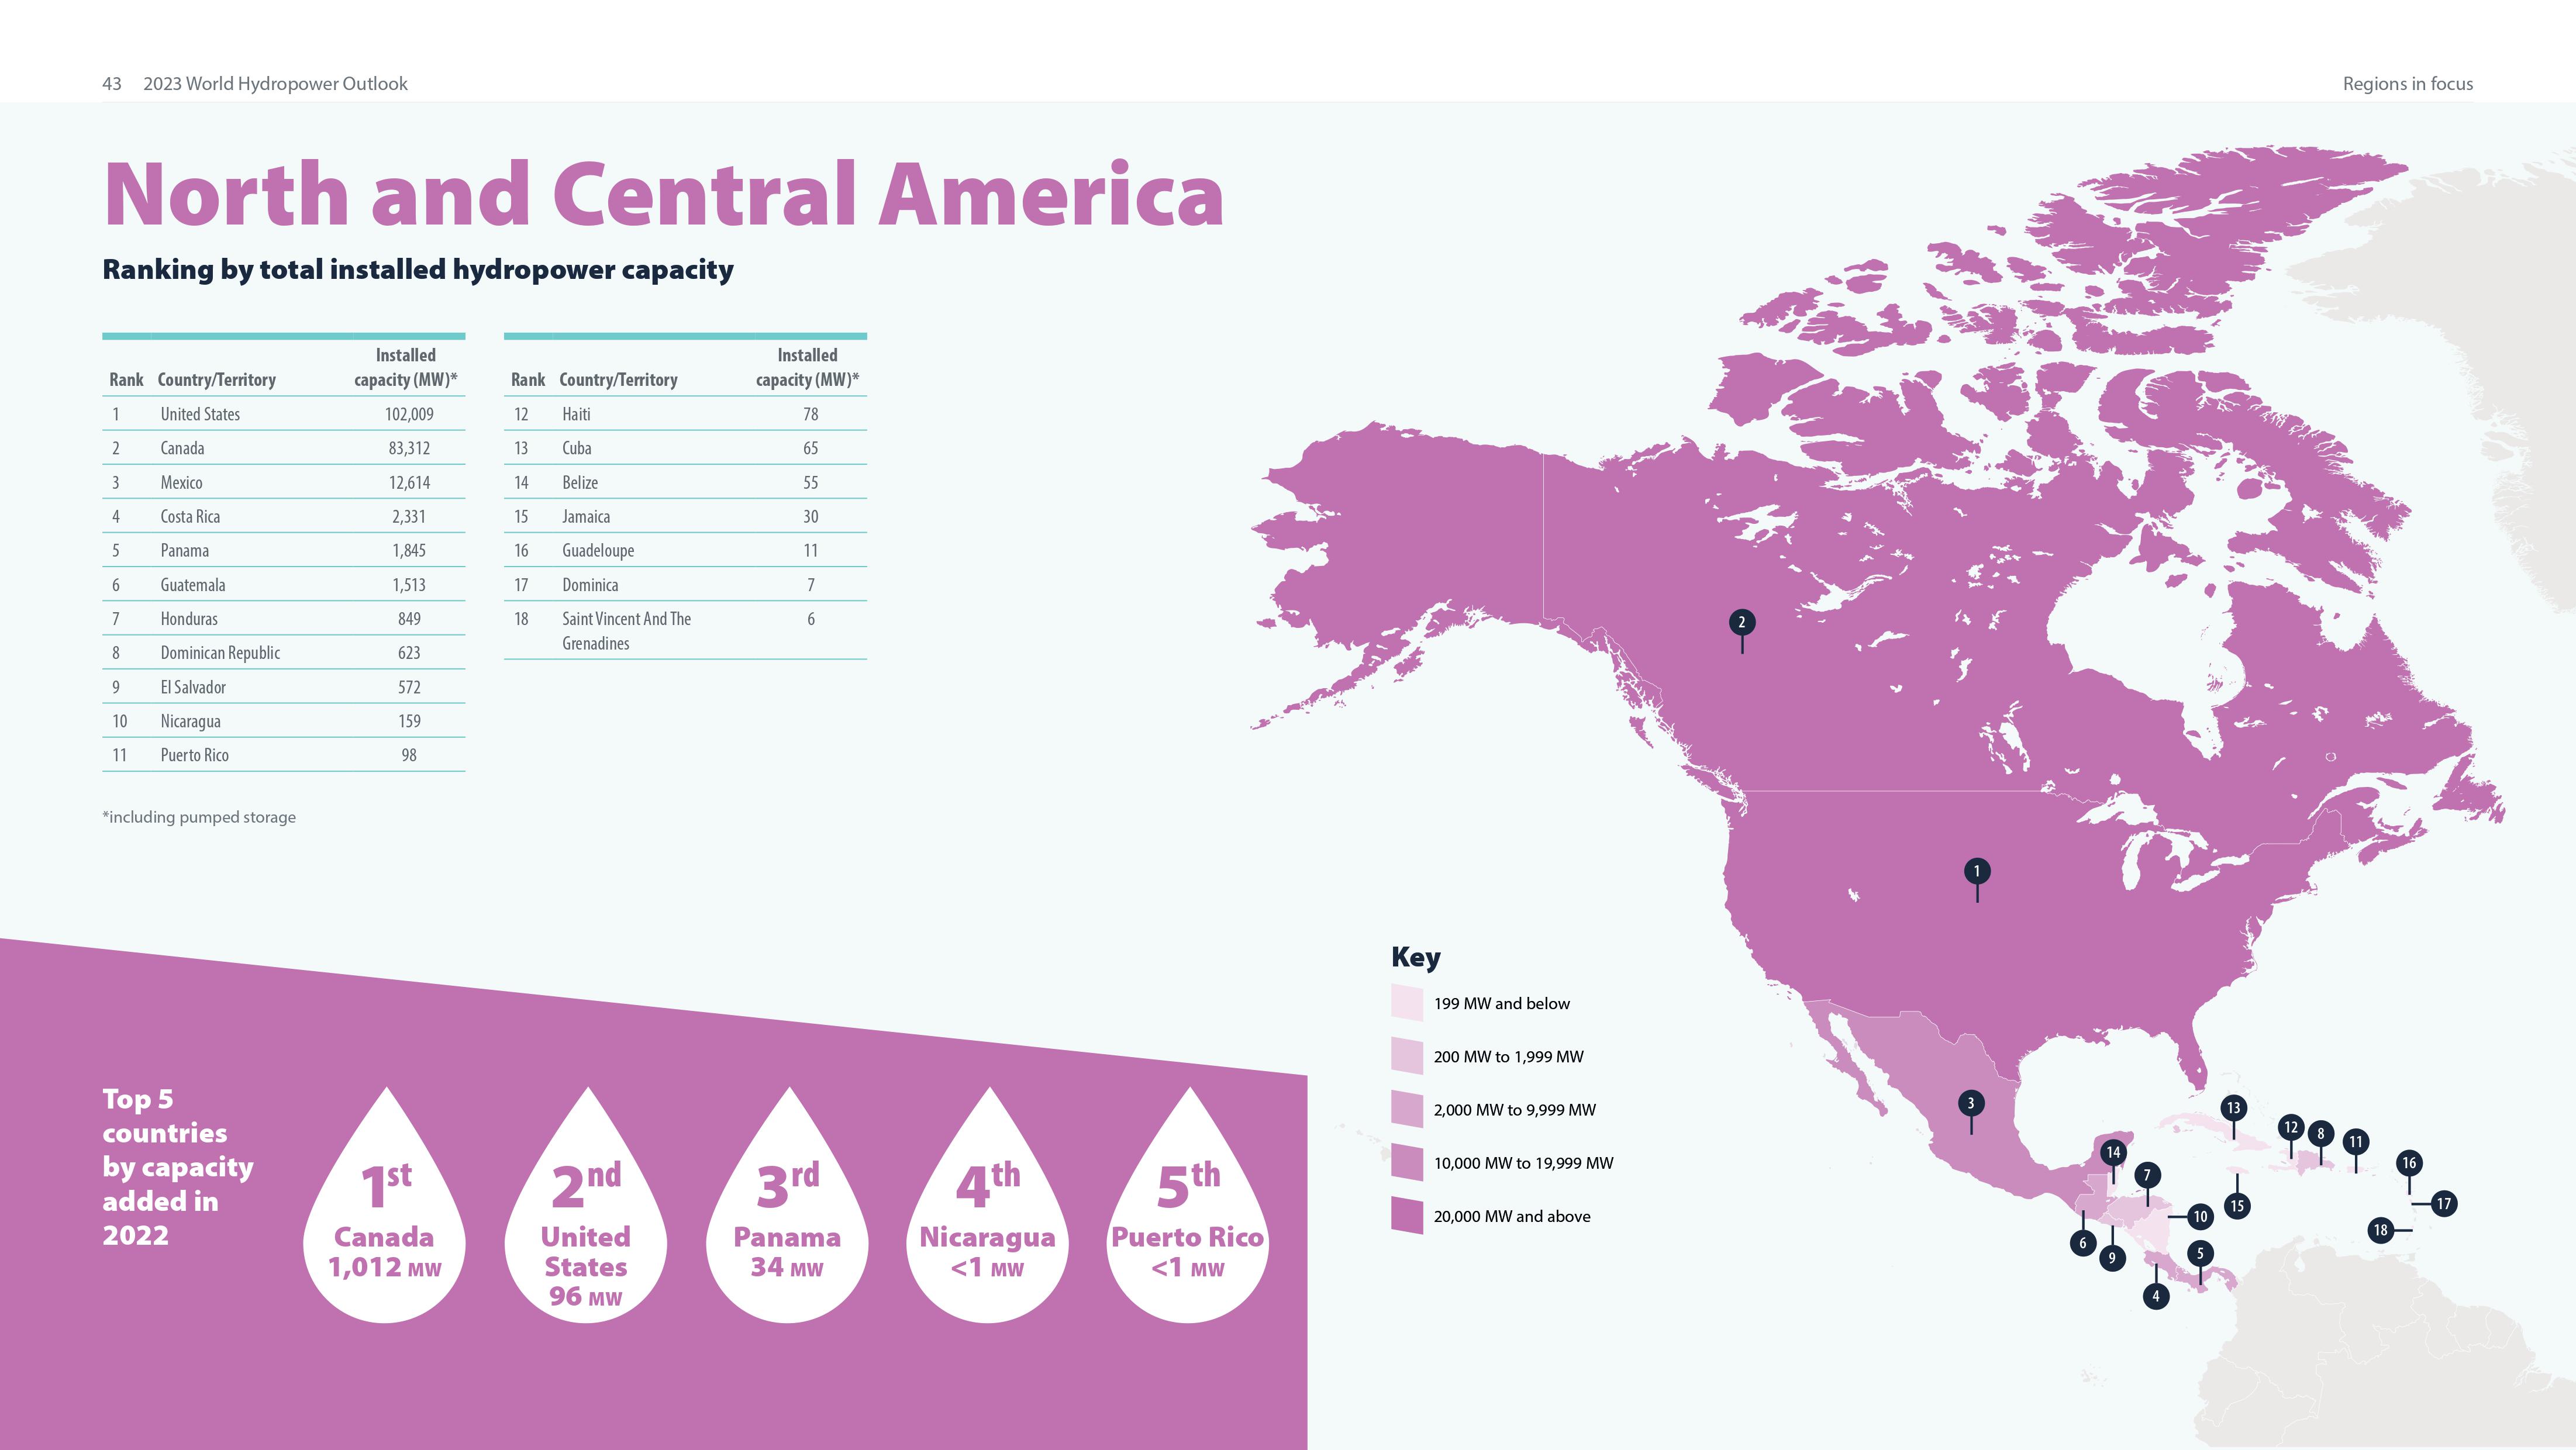 43 2023 World Hydropower Outlook
Regions in focus
North and Central America
Ranking by total installed hydropower capacity
Rank Country/Territory Installed capacity (MW)*
1 United States 102,009
2 Canada 83,312
3 Mexico 12,614
4 Costa Rica 2,331
5 Panama 1,845
6 Guatemala 1,513
7 Honduras 849
8 Dominican Republic 623
9 El Salvador 572
10 Nicaragua 159
11 Puerto Rico 98
Rank Country/Territory Installed capacity (MW)*
12 Haiti 78
13 Cuba 65
14 Belize 55
15 Jamaica 30
16 Guadeloupe 11
17 Dominica 7
18 Saint Vincent And The Grenadines 6
*including pumped storage
Top 5
countries
by capacity
added in
2022
1st
Canada
1,012 MW
2nd
United
States
96 MW
3rd
Panama
34 MW
4th
Nicaragua
<1 MW
5th
Puerto Rico
<1 MW
Key
199 MW and below
200 MW to 1,999 MW
2,000 MW to 9,999 MW
10,000 MW to 19,999 MW
20,000 MW and above
2
1
3
13
12
8
11
14
7
16
17
15
10
18
6
9
5
4